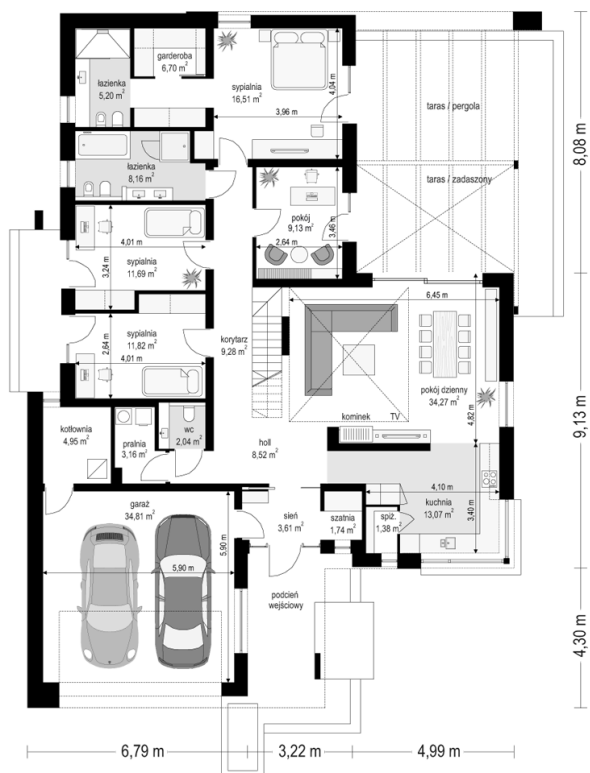 garderoba
6,70 m²
łazienka
5,20 m²
sypialnia
16,51 m²
4,04 m
3,96 m
taras / pergola
8,08 m
łazienka
8,16 m²
taras / zadaszony
pokój
9,13 m²
3,46 m
2,64 m
4,01 m
3,24 m
sypialnia
11,69 m²
6,45 m
2,64 m
sypialnia
11,82 m²
4,01 m
korytarz
9,28 m²
pokój dzienny
34,27 m²
4,82 m
9,13 m
kominek
TV
kotłownia
4,95 m²
pralnia
3,16 m²
wc
2,04 m²
holl
8,52 m²
4,10 m
kuchnia
13,07 m²
3,40 m
garaż
34,81 m²
sień
3,61 m²
szatnia
1,74 m²
spiż.
1,38 m²
5,90 m
5,90 m
podcień
wejściowy
4,30 m
6,79 m
3,22 m
4,99 m